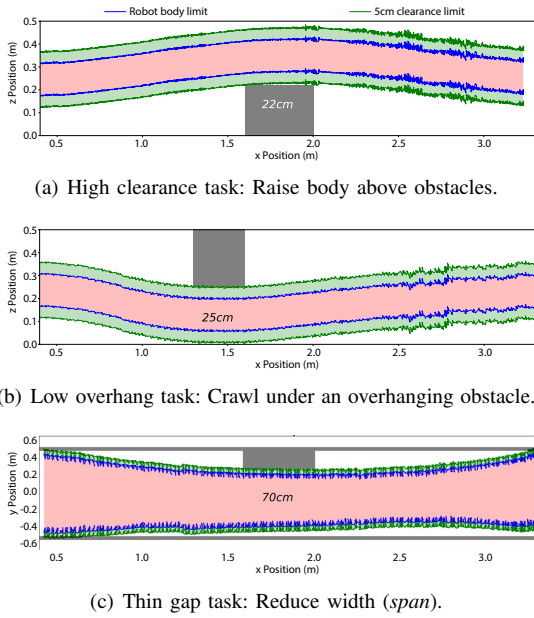 Robot body limit 5cm clearance limit
0.5
0.4
0.3
0.2
0.1
0.0
z Position (m)
22cm
0.5 1.0 1.5 2.0 2.5 3.0
x Position (m)
(a) High clearance task: Raise body above obstacles.
0.5
0.4
0.3
0.2
0.1
0.0
z Position (m)
25cm
0.5 1.0 1.5 2.0 2.5 3.0
x Position (m)
(b) Low overhang task: Crawl under an overhanging obstacle.
0.6
0.4
0.2
0.0
-0.2
-0.4
-0.6
y Position (m)
70cm
0.5 1.0 1.5 2.0 2.5 3.0
x Position (m)
(c) Thin gap task: Reduce width (span).